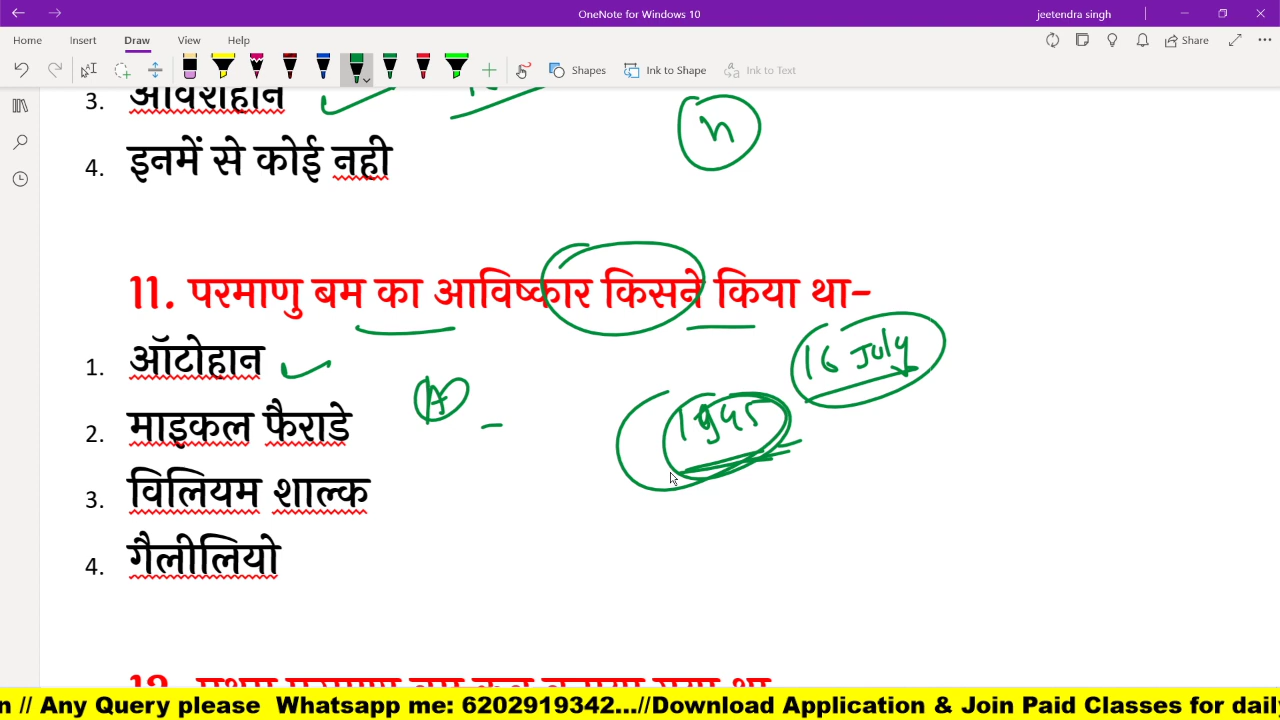 OneNote for Windows 10
jeetendra singh
Home Insert Draw View Help
Share
Shapes Ink to Shape Ink to Text
3.
4. इनमें से कोई नही
n
11. परमाणु बम का आविष्कार किसने किया था-
16 July
1. ऑटोहान
A
1945
2. माइकल फैराडे
3. विलियम शाल्क
4. गैलीलियो
n // Any Query please Whatsapp me: 6202919342...//Download Application & Join Paid Classes for dail